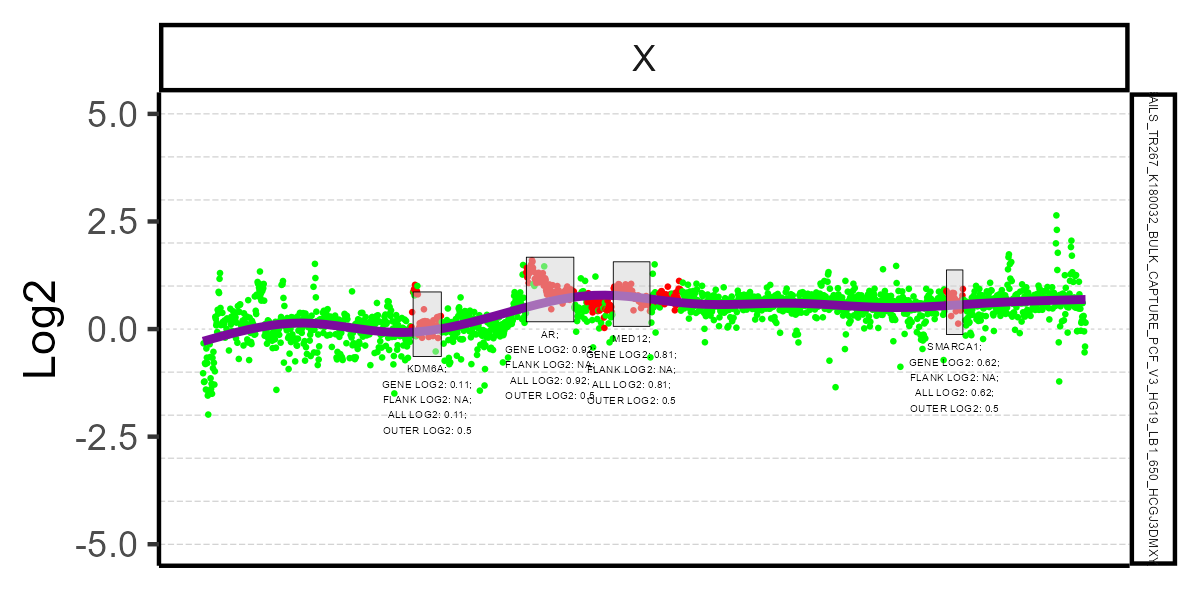 X
Log2
5.0
2.5
0.0
-2.5
-5.0
KDM6A;
GENE LOG2: 0.11;
FLANK LOG2: NA;
ALL LOG2: 0.11;
OUTER LOG2: 0.5
AR;
GENE LOG2: 0.92;
FLANK LOG2: NA;
ALL LOG2: 0.92;
OUTER LOG2: 0.5
MED12;
GENE LOG2: 0.81;
FLANK LOG2: NA;
ALL LOG2: 0.81;
OUTER LOG2: 0.5
SMARCA1;
GENE LOG2: 0.62;
FLANK LOG2: NA;
ALL LOG2: 0.62;
OUTER LOG2: 0.5
AILS_TR267_K180032_BULK_CAPTURE_PCF_V3_HG19_LB1_650_HCGJ3DMXY